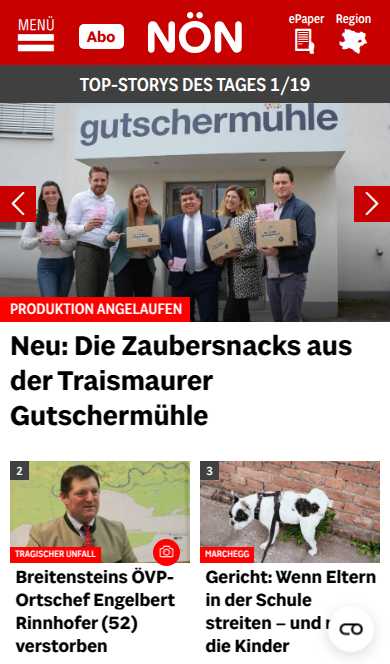 MENÜ
Abo
NÖN
ePaper
Region
TOP-STORYS DES TAGES 1/19
gutschermühle
PRODUKTION ANGELAUFEN
Neu: Die Zaubersnacks aus
der Traismaurer
Gutschermühle
2
TRAGISCHER UNFALL
Breitensteins ÖVP-
Ortschef Engelbert
Rinnhofer (52)
verstorben
3
MARCHEGG
Gericht: Wenn Eltern
in der Schule
streiten – und
die Kinder